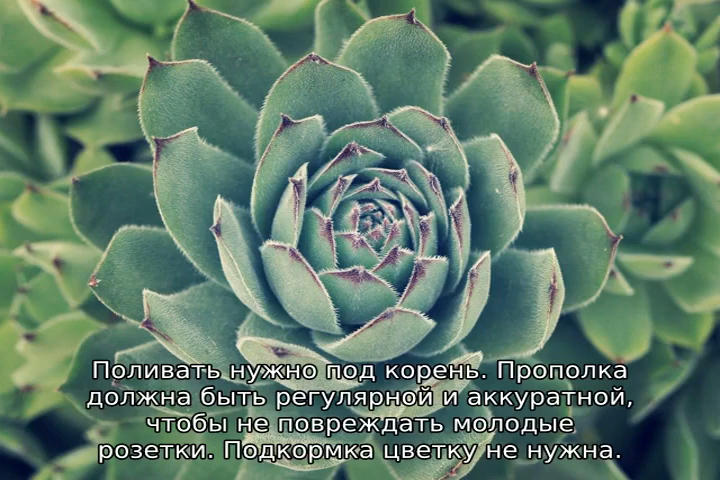 Поливать нужно под корень. Прополка
должна быть регулярной и аккуратной,
чтобы не повреждать молодые
розетки. Подкормка цветку не нужна.